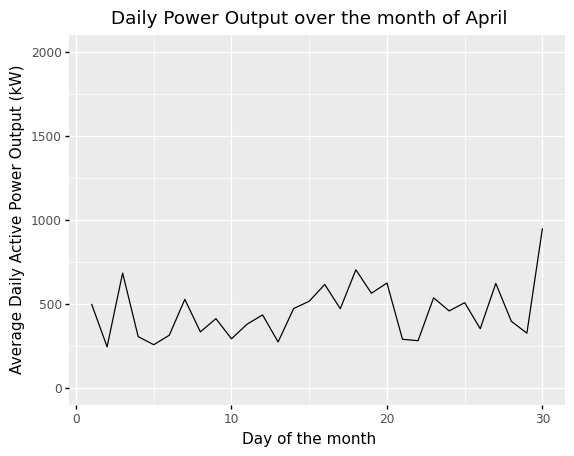 Daily Power Output over the month of April
Average Daily Active Power Output (kW)
2000
1500
1000
500
0
0 10 20 30
Day of the month